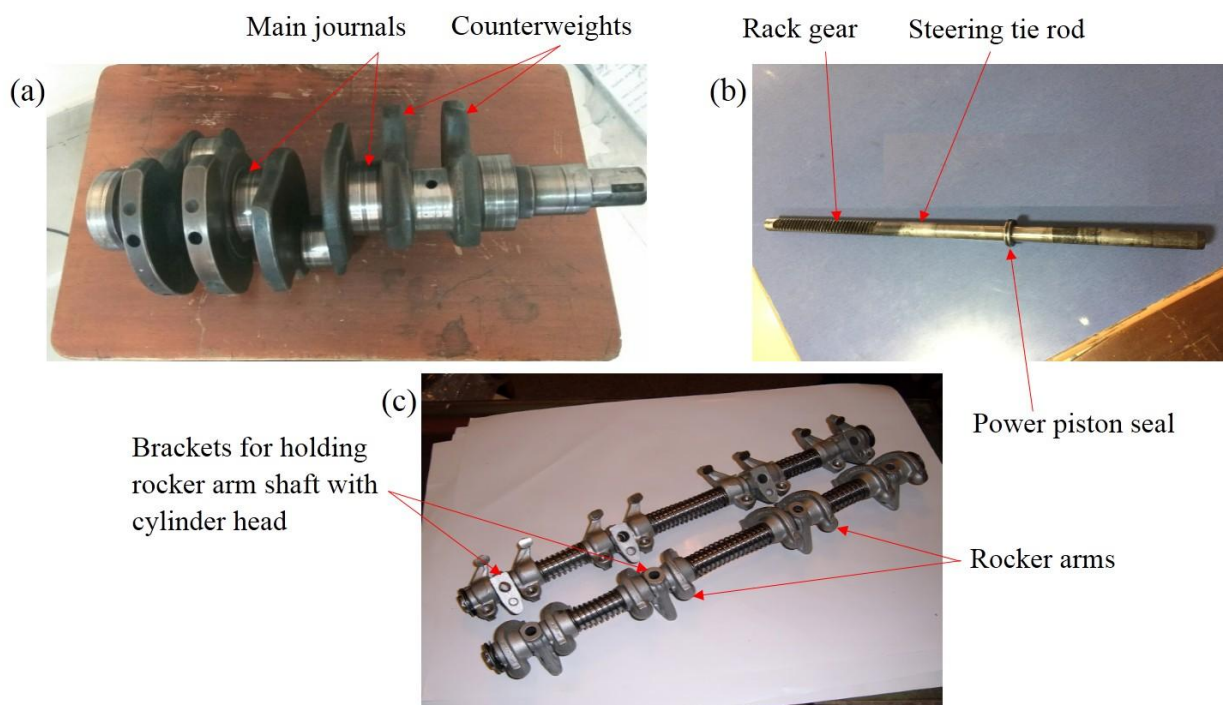 Main journals
Counterweights
Rack gear
Steering tie rod
(a)
(b)
Power piston seal
(c)
Brackets for holding
rocker arm shaft with
cylinder head
Rocker arms